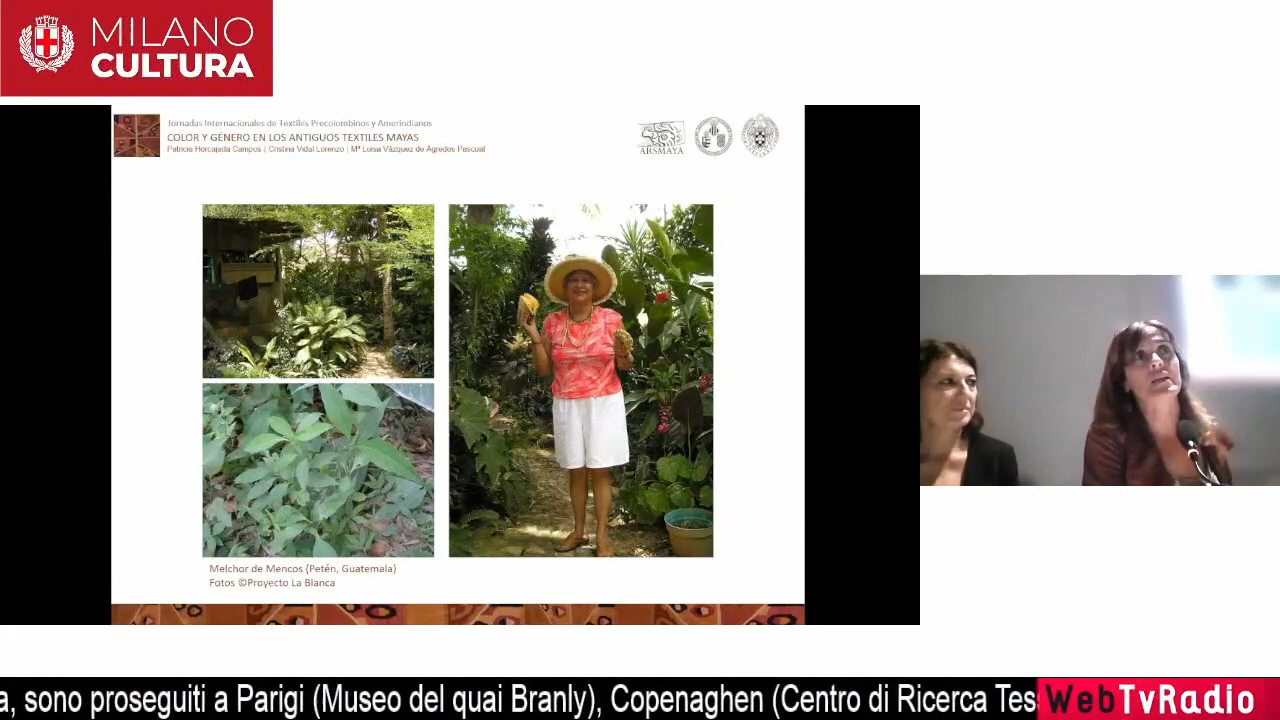 MILANO
CULTURA
Jornadas Internacionales de Textiles Precolombinos y Amerindianos
COLOR Y GÉNERO EN LOS ANTIGUOS TEXTILES MAYAS
Patricia Horcajada Campos | Cristina Vidal Lorenzo | Mª Luisa Vázquez de Ágredos Pascual
ARSMAYA
Melchor de Mencos (Petén, Guatemala)
Fotos ©Proyecto La Blanca
a, sono proseguiti a Parigi (Museo del quai Branly), Copenaghen (Centro di Ricerca Tes
WebTvRadio